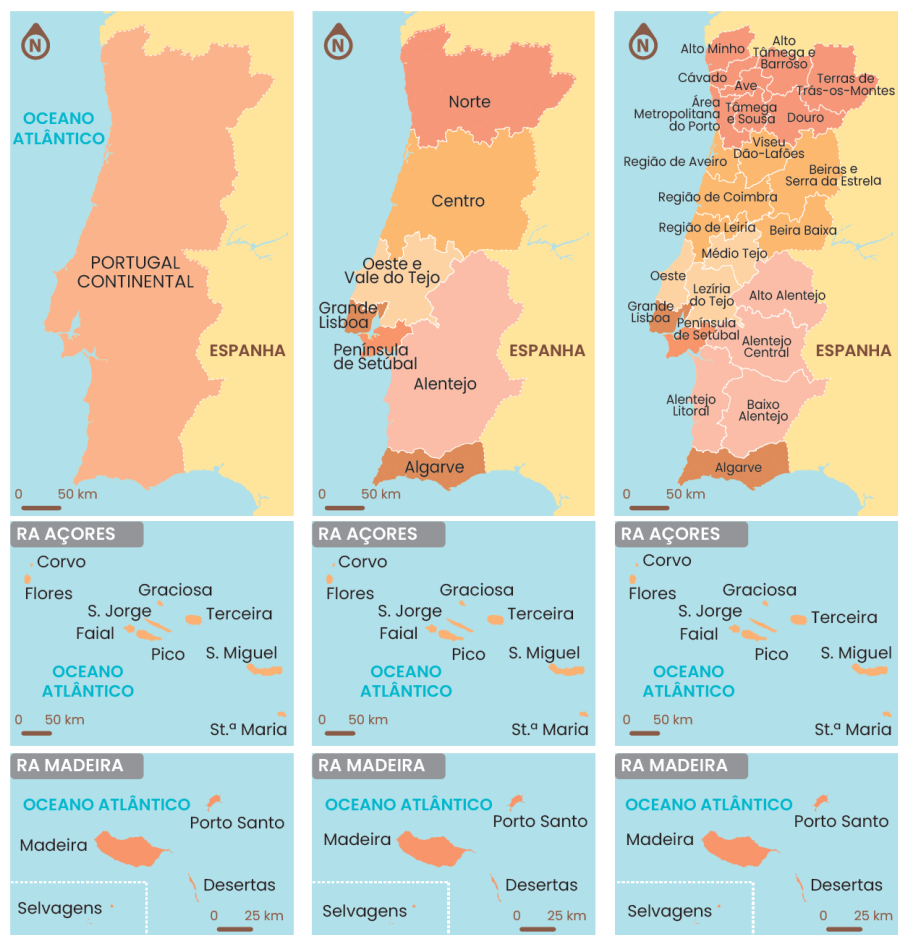 N
OCEANO
ATLÂNTICO
PORTUGAL
CONTINENTAL
ESPANHA
0 50 km
N
Norte
Centro
Oeste e
Vale do Tejo
Grande
Lisboa
Península
de Setúbal
ESPANHA
Alentejo
Algarve
0 50 km
N
Alto Minho
Alto
Tâmega e
Barroso
Terras de
Trás-os-Montes
Cávado
Ave
Área
Metropolitana
do Porto
Tâmega
e Sousa
Douro
Viseu
Dão-Lafões
Região de Aveiro
Beiras e
Serra da Estrela
Região de Coimbra
Região de Leiria
Beira Baixa
Médio Tejo
Oeste
Lezíria
do Tejo
Alto Alentejo
Grande
Lisboa
Península
de Setúbal
Alentejo
Central
ESPANHA
Alentejo
Litoral
Baixo
Alentejo
Algarve
0 50 km
RA AÇORES
Corvo
Flores
Graciosa
S. Jorge
Terceira
Faial
Pico
S. Miguel
OCEANO
ATLÂNTICO
0 50 km
St.ª Maria
RA AÇORES
Corvo
Flores
Graciosa
S. Jorge
Terceira
Faial
Pico
S. Miguel
OCEANO
ATLÂNTICO
0 50 km
St.ª Maria
RA AÇORES
Corvo
Flores
Graciosa
S. Jorge
Terceira
Faial
Pico
S. Miguel
OCEANO
ATLÂNTICO
0 50 km
St.ª Maria
RA MADEIRA
OCEANO ATLÂNTICO
Porto Santo
Madeira
Desertas
Selvagens
0 25 km
RA MADEIRA
OCEANO ATLÂNTICO
Porto Santo
Madeira
Desertas
Selvagens
0 25 km
RA MADEIRA
OCEANO ATLÂNTICO
Porto Santo
Madeira
Desertas
Selvagens
0 25 km